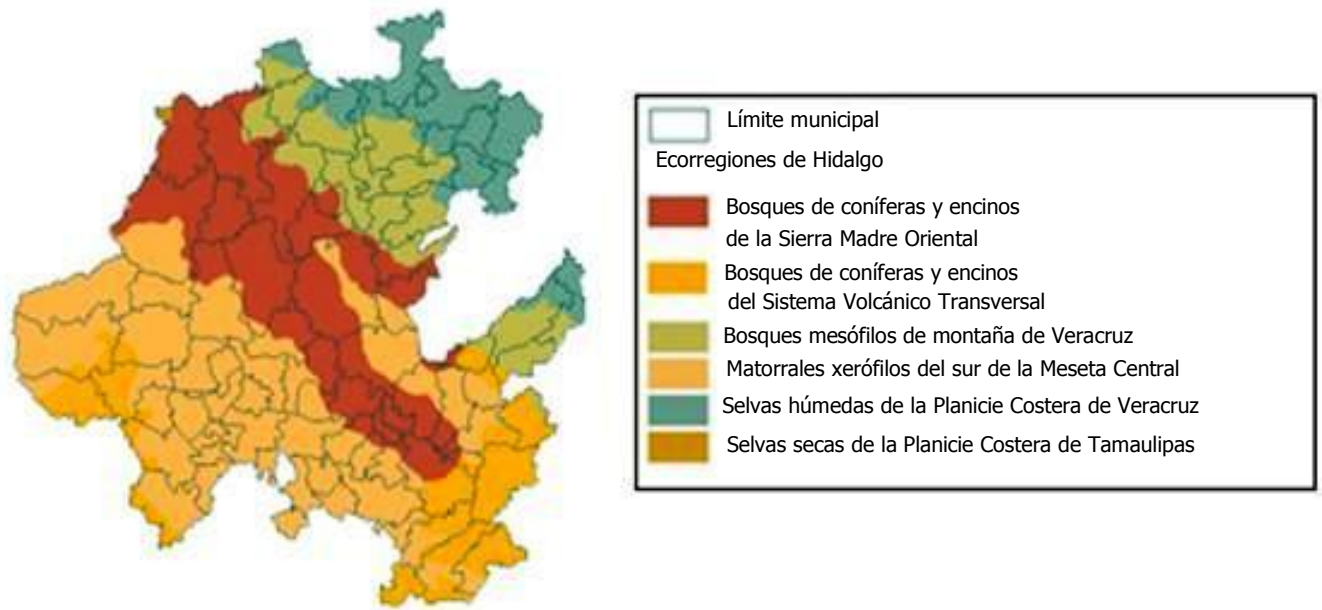 Límite municipal
Ecorregiones de Hidalgo
Bosques de coníferas y encinos
de la Sierra Madre Oriental
Bosques de coníferas y encinos
del Sistema Volcánico Transversal
Bosques mesófilos de montaña de Veracruz
Matorrales xerófilos del sur de la Meseta Central
Selvas húmedas de la Planicie Costera de Veracruz
Selvas secas de la Planicie Costera de Tamaulipas